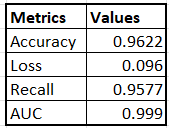 Metrics Values
Accuracy 0.9622
Loss 0.096
Recall 0.9577
AUC 0.999